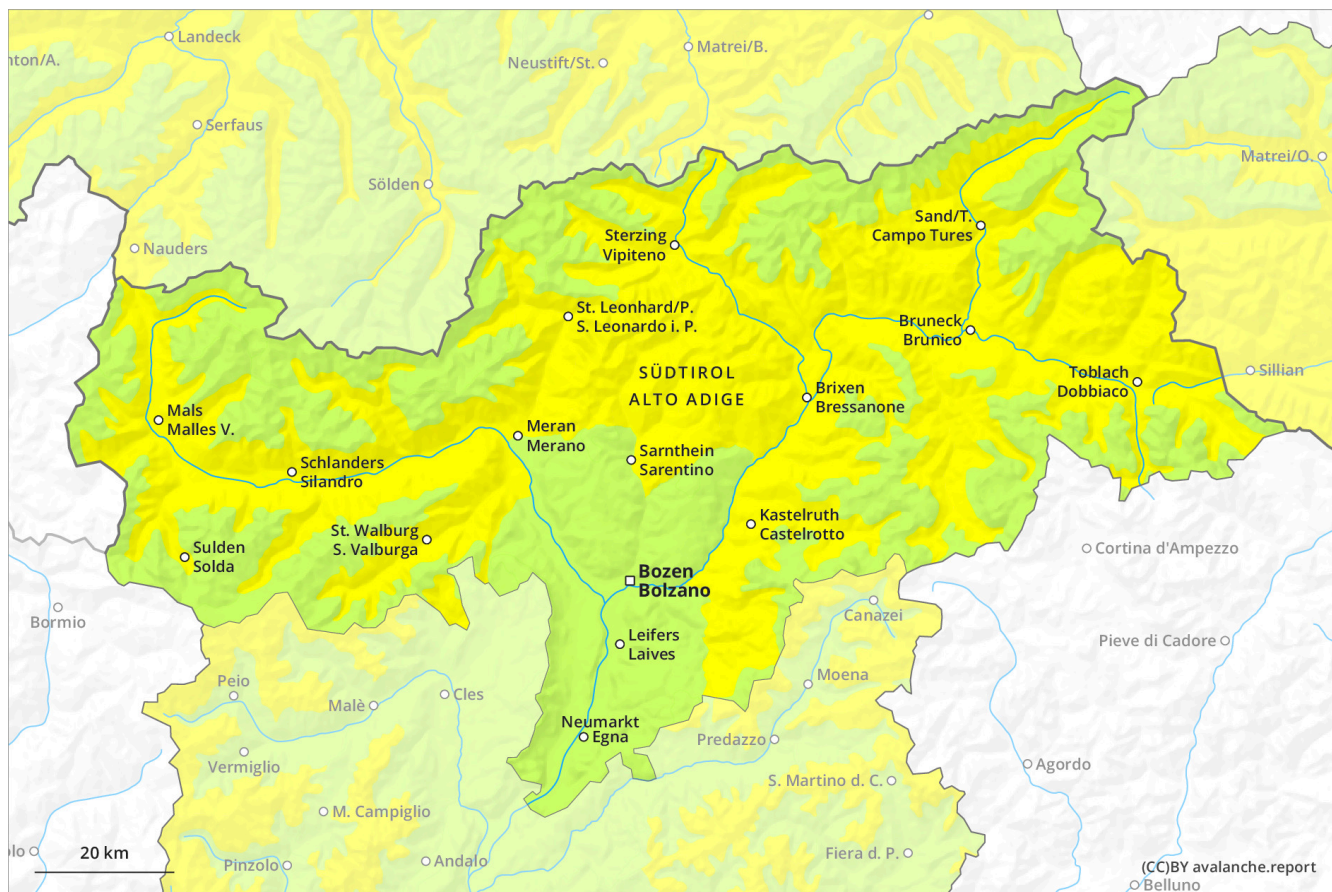 Landeck
Matrei/B.
nton/A.
Neustift/St.
Serfaus
Matrei/O.
Sölden
Sand/T.
Campo Tures
Sterzing
Vipiteno
Nauders
St. Leonhard/P.
S. Leonardo i. P.
Bruneck
Brunico
SÜDTIROL
ALTO ADIGE
Toblach
Dobbiaco
Sillian
Brixen
Bressanone
Mals
Malles V.
Meran
Merano
Sarnthein
Sarentino
Schlanders
Silandro
Kastelruth
Castelrotto
St. Walburg
S. Valburga
Sulden
Solda
Cortina d'Ampezzo
Bozen
Bolzano
Bormio
Canazei
Leifers
Laives
Pieve di Cadore
Peio
Malè
Cles
Moena
Neumarkt
Egna
Predazzo
Vermiglio
Agordo
S. Martino d. C.
M. Campiglio
olo
20 km
Pinzolo
Andalo
Fiera d. P.
(CC)BY avalanche.report
Belluno